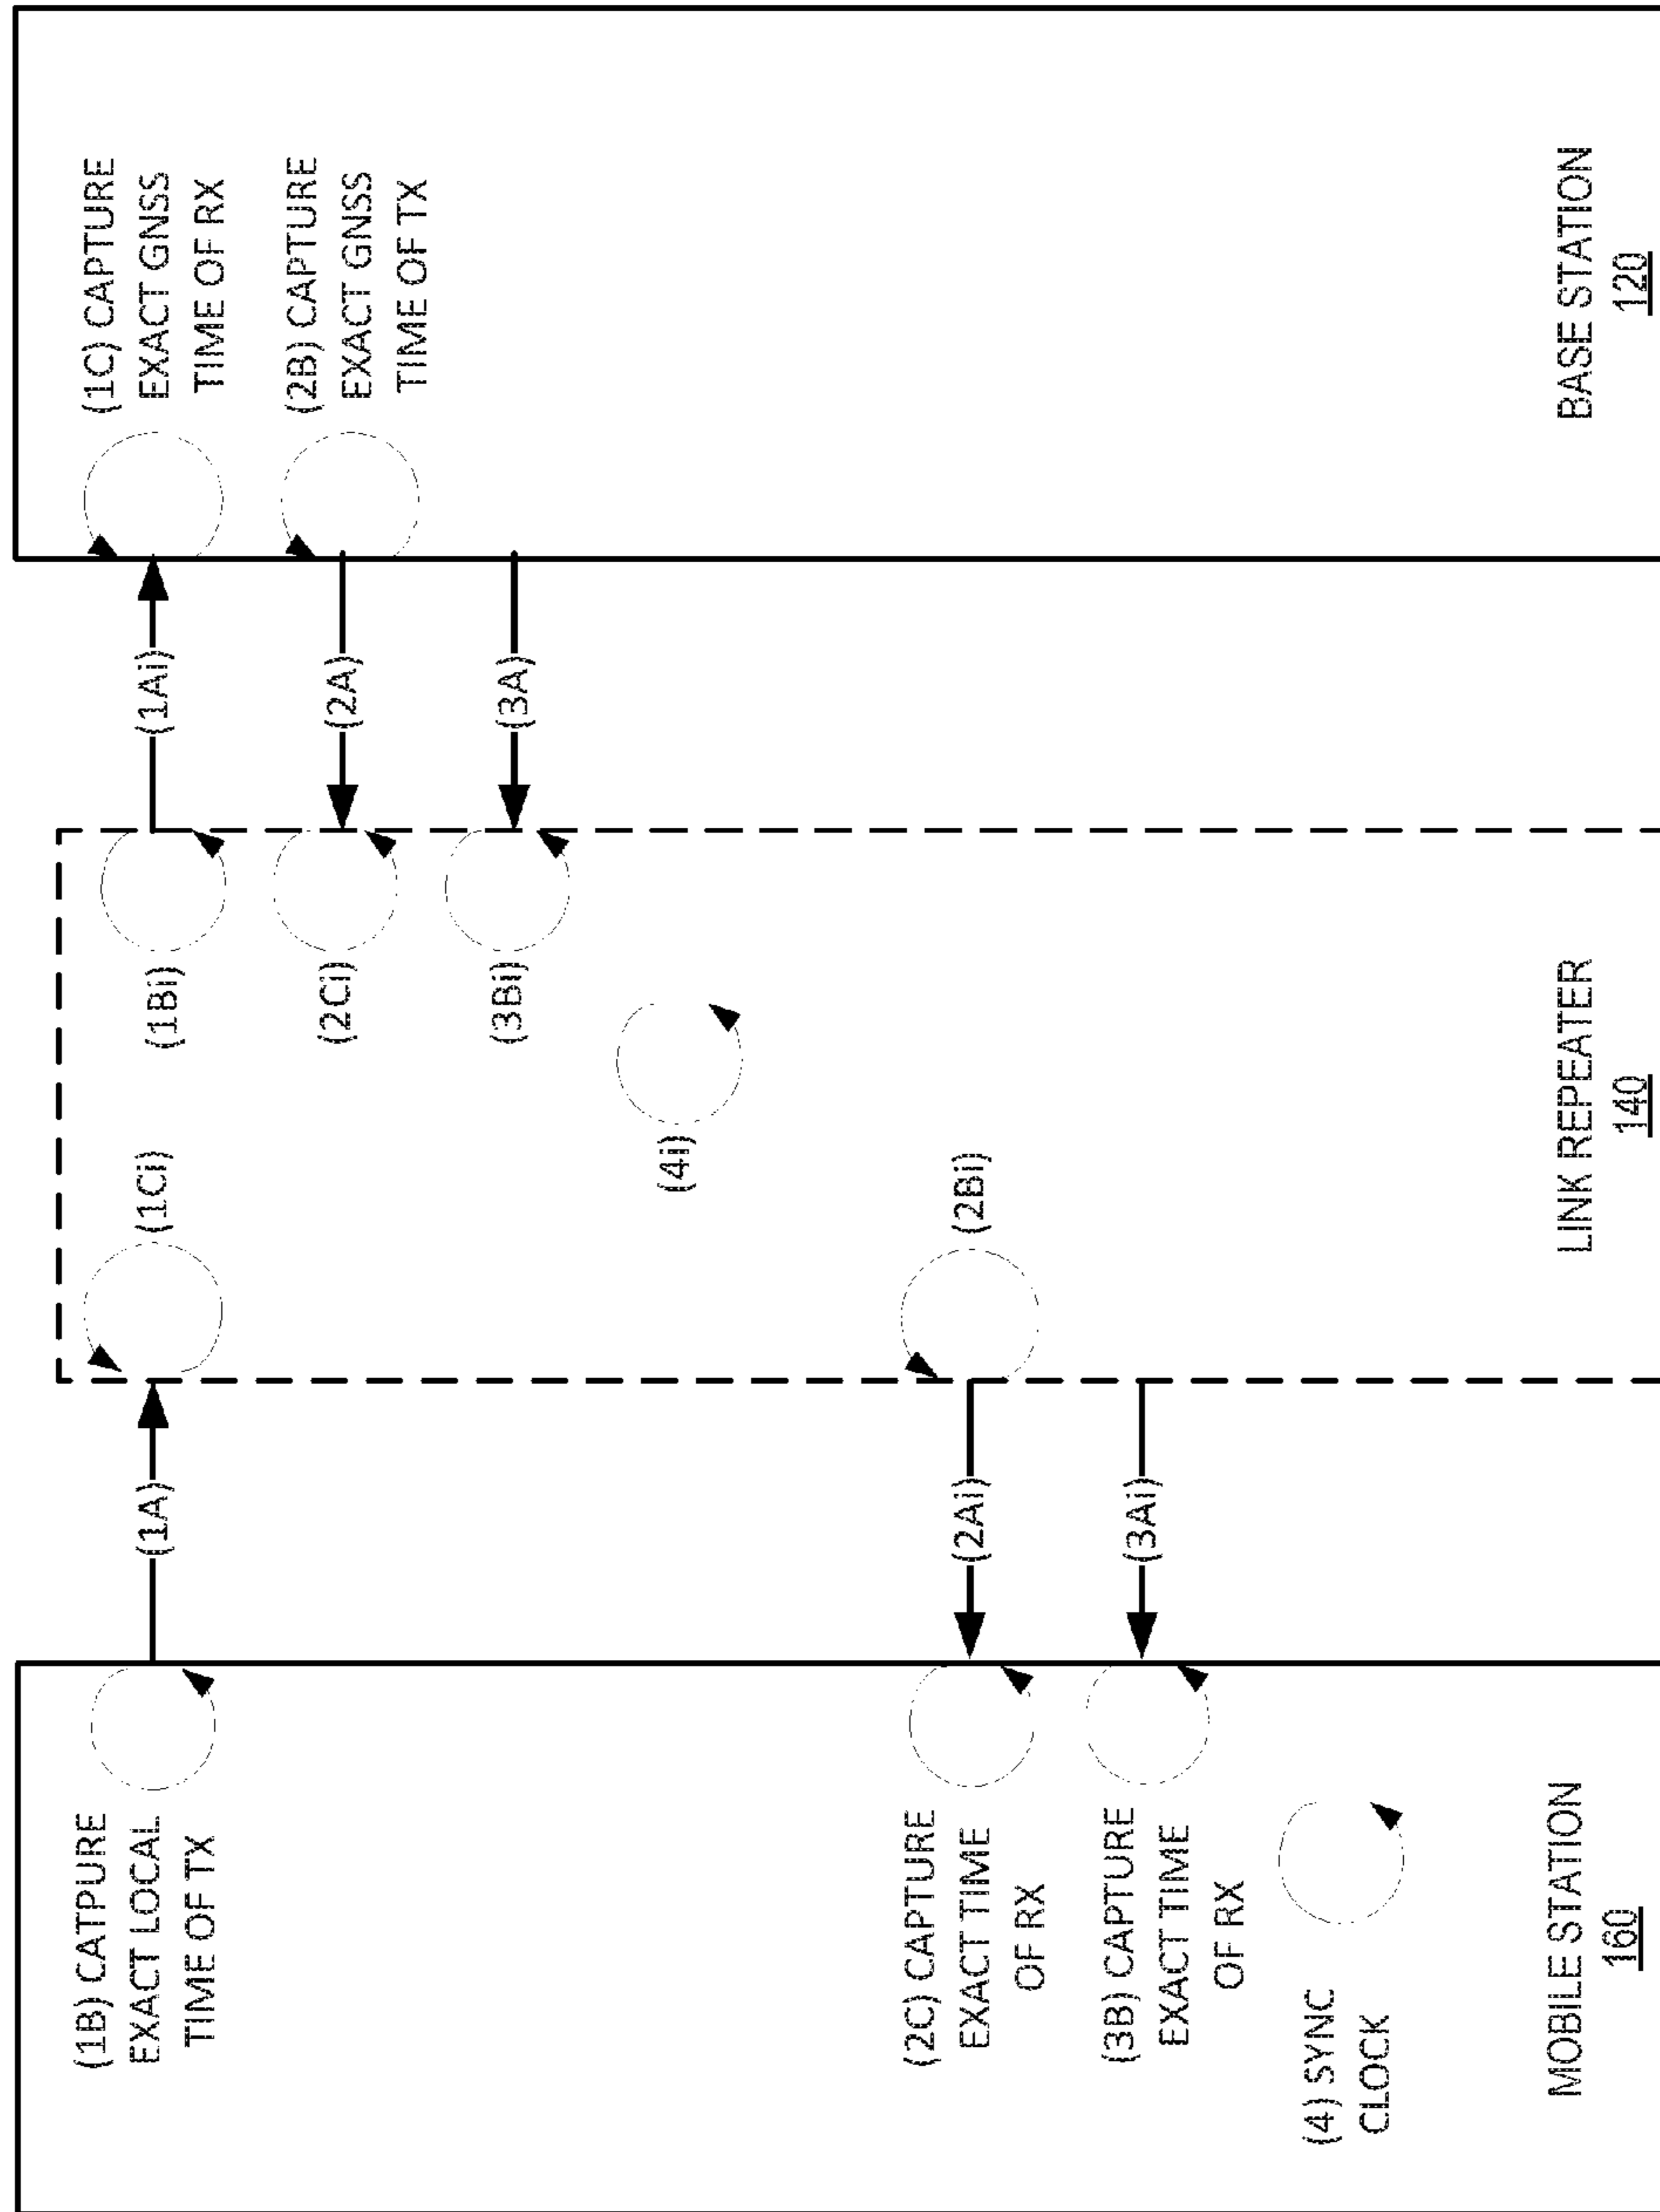 (1B) CATPURE
EXACT LOCAL
TIME OF TX
(2C) CAPTURE
EXACT TIME
OF RX
(3B) CAPTURE
EXACT TIME
OF RX
(4) SYNC
CLOCK
MOBILE STATION
160
(1A)
(2Ai)
(3Ai)
(1Ci)
(1Bi)
(2Ci)
(3Bi)
(4i)
(2Bi)
LINK REPEATER
140
(1Ai)
(2A)
(3A)
(1C) CAPTURE
EXACT GNSS
TIME OF RX
(2B) CAPTURE
EXACT GNSS
TIME OF TX
BASE STATION
120